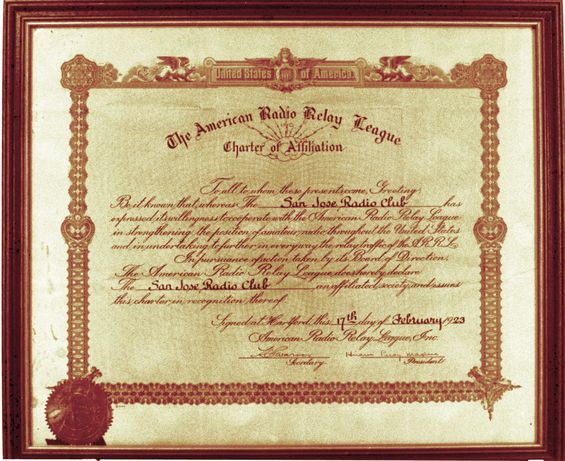 United States of America
The American Radio Relay League
Charter of Affiliation
To all to whom these presents come, Greeting
Be it known that, whereas The San Jose Radio Club has
expressed its willingness to cooperate with the American Radio Relay League
in strengthening the position of amateur radio throughout the United States
and in undertaking to further in every way the relay traffic of the A.R.R.L.
In pursuance of action taken by its Board of Direction,
The American Radio Relay League, does hereby declare
The San Jose Radio Club an affiliated society and issues
this charter in recognition thereof.
Signed at Hartford, this 17th day of February 1923
American Radio Relay League, Inc.
Hiram Percy Maxim
Secretary President